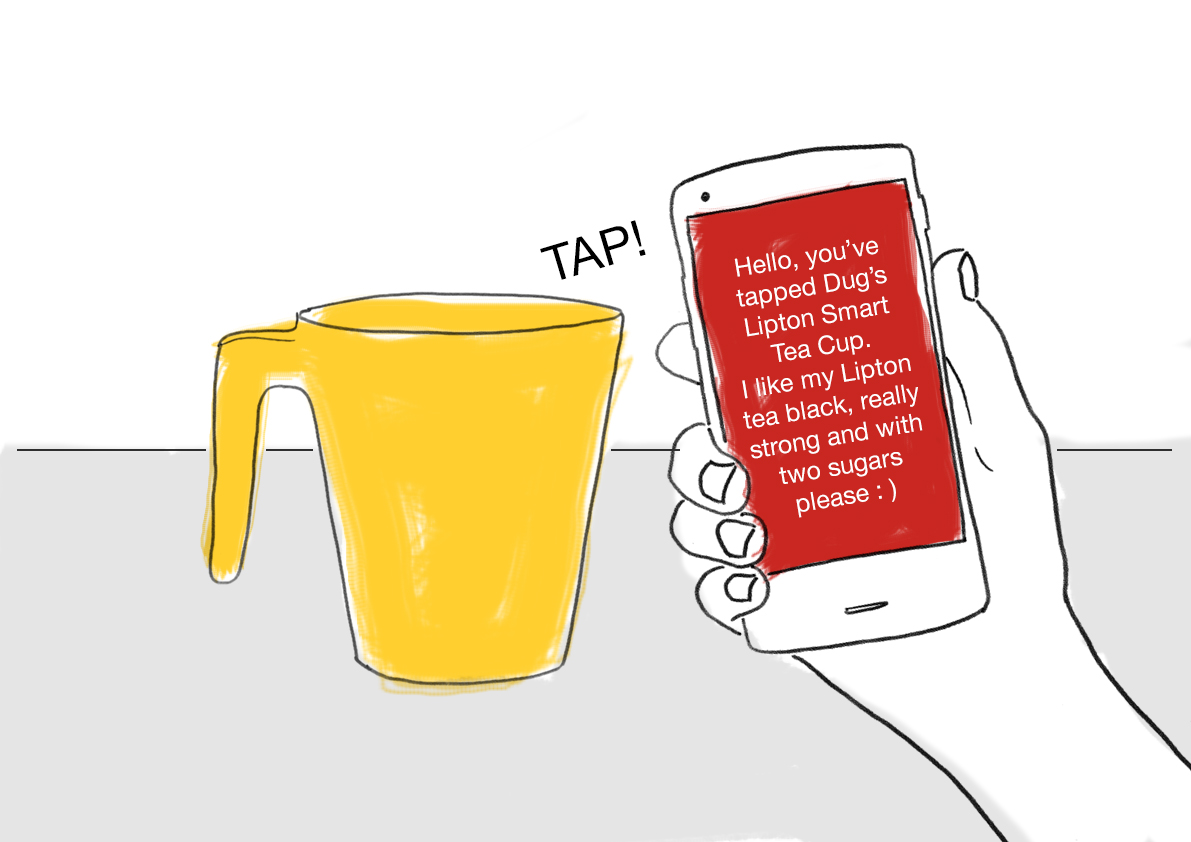 TAP!
Hello, you've
tapped Dug's
Lipton Smart
Tea Cup.
I like my Lipton
tea black, really
strong and with
two sugars
please : )